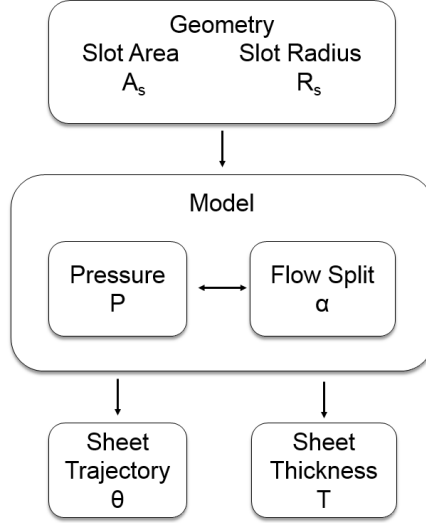 Geometry
Slot Area Slot Radius
Aₛ Rₛ
Model
Pressure Flow Split
P α
Sheet Sheet
Trajectory Thickness
θ T